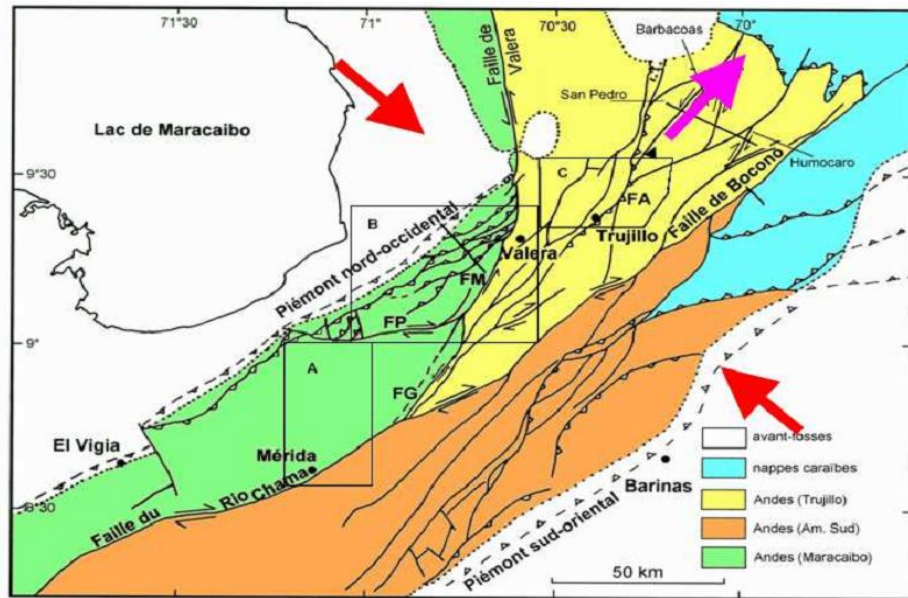 71°30
71°
70°30
70°
Barbacoas
Faille de
Valera
San Pedro
Lac de Maracaibo
Humocaro
9°30
C
FA
Faille de Bocono
B
Trujillo
Valera
Piémont nord-occidental
FM
FP
9°
A
FG
El Vigia
Mérida
avant-fosses
nappes caraïbes
Barinas
Andes (Trujillo)
8°30
Faille du Rio Chama
Piémont sud-oriental
Andes (Am. Sud)
Andes (Maracaibo)
50 km